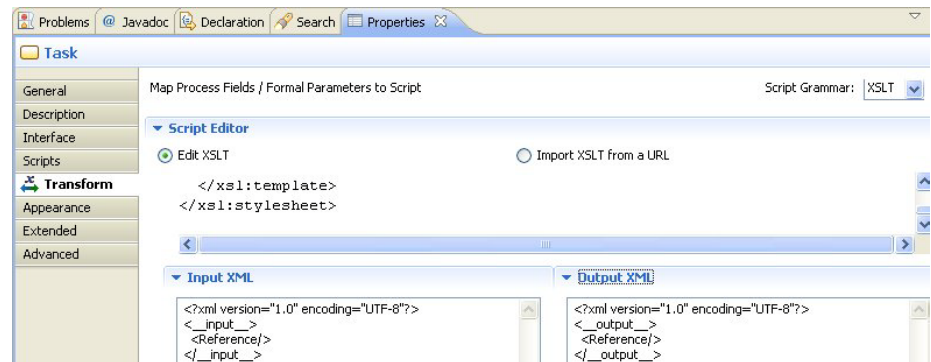 Problems @ Javadoc Declaration Search Properties
Task
General
Description
Interface
Scripts
Transform
Appearance
Extended
Advanced
Map Process Fields / Formal Parameters to Script
Script Grammar: XSLT
Script Editor
Edit XSLT
Import XSLT from a URL
</xsl:template>
</xsl:stylesheet>
Input XML
<?xml version="1.0" encoding="UTF-8"?>
<__input__>
<Reference/>
</__input__>
Output XML
<?xml version="1.0" encoding="UTF-8"?>
<__output__>
<Reference/>
</__output__>